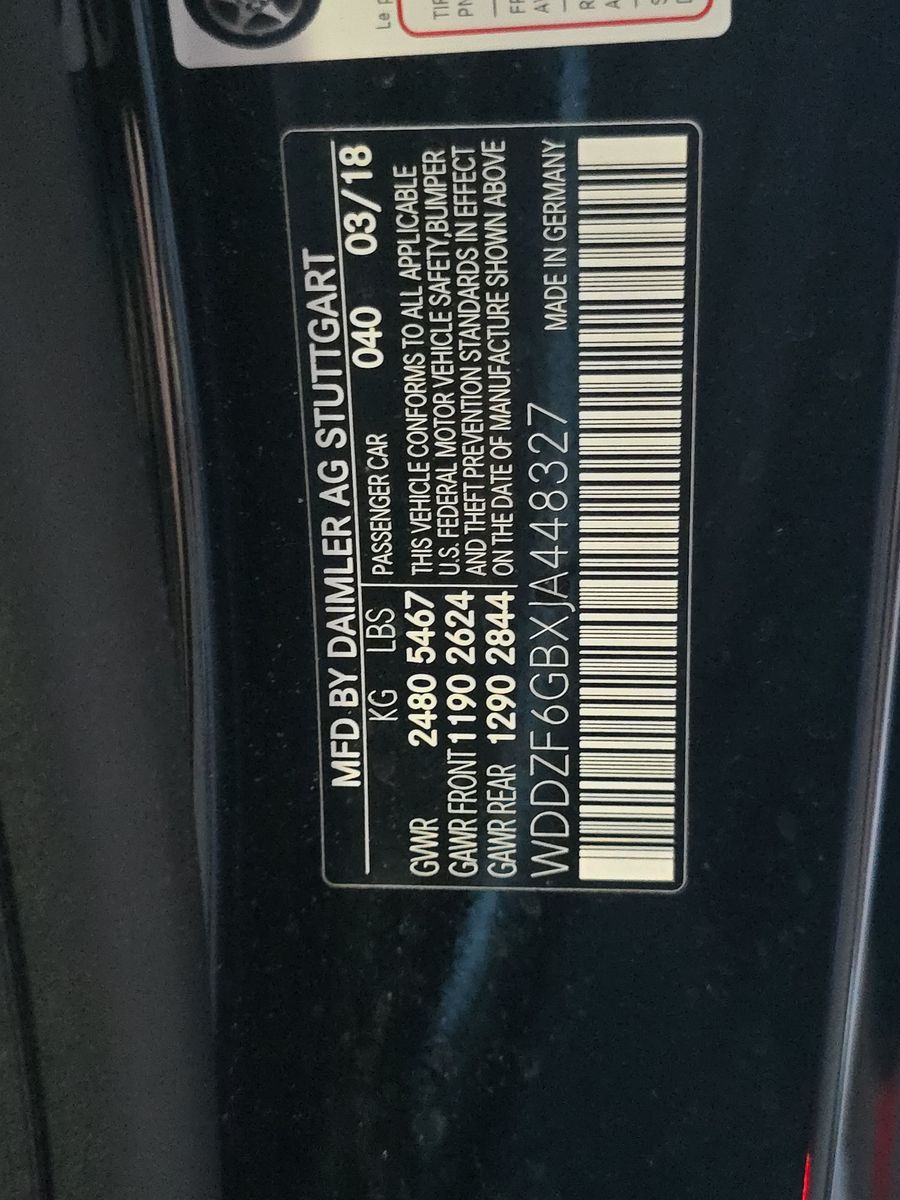 MFD BY DAIMLER AG STUTTGART
040 03/18
KG LBS PASSENGER CAR
GVWR 2480 5467 THIS VEHICLE CONFORMS TO ALL APPLICABLE
GAWR FRONT 1190 2624 U.S. FEDERAL MOTOR VEHICLE SAFETY,BUMPER
GAWR REAR 1290 2844 AND THEFT PREVENTION STANDARDS IN EFFECT
ON THE DATE OF MANUFACTURE SHOWN ABOVE
WDDZF6GBXJA448327 MADE IN GERMANY
Le